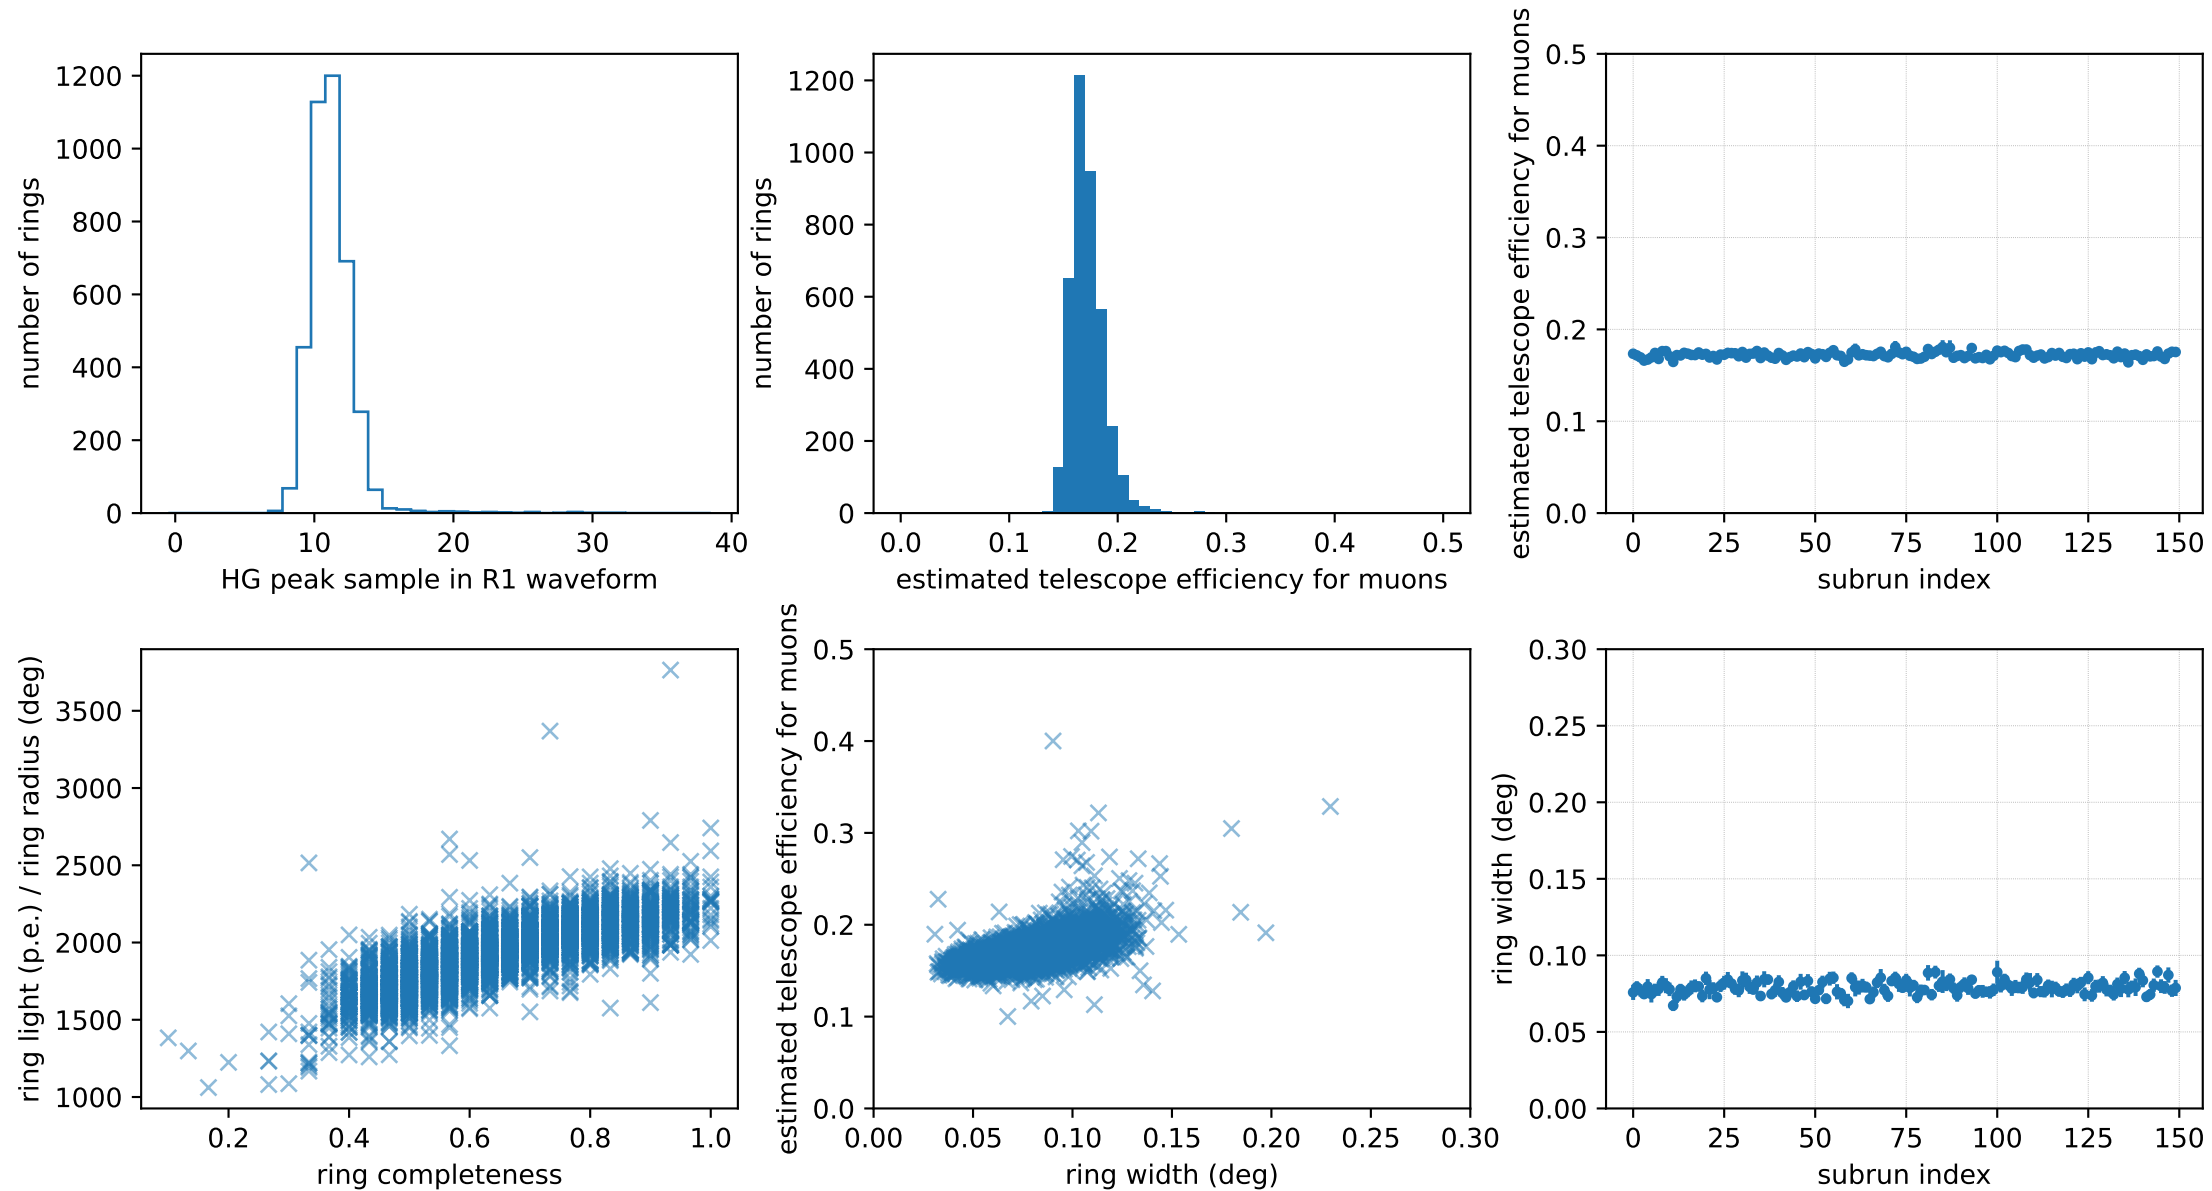 number of rings
1200
1000
800
600
400
200
0
0 10 20 30 40
HG peak sample in R1 waveform
number of rings
1200
1000
800
600
400
200
0
0.0 0.1 0.2 0.3 0.4 0.5
estimated telescope efficiency for muons
estimated telescope efficiency for muons
0.5
0.4
0.3
0.2
0.1
0.0
0 25 50 75 100 125 150
subrun index
ring light (p.e.) / ring radius (deg)
3500
3000
2500
2000
1500
1000
0.2 0.4 0.6 0.8 1.0
ring completeness
estimated telescope efficiency for muons
0.5
0.4
0.3
0.2
0.1
0.0
0.00 0.05 0.10 0.15 0.20 0.25 0.30
ring width (deg)
ring width (deg)
0.30
0.25
0.20
0.15
0.10
0.05
0.00
0 25 50 75 100 125 150
subrun index